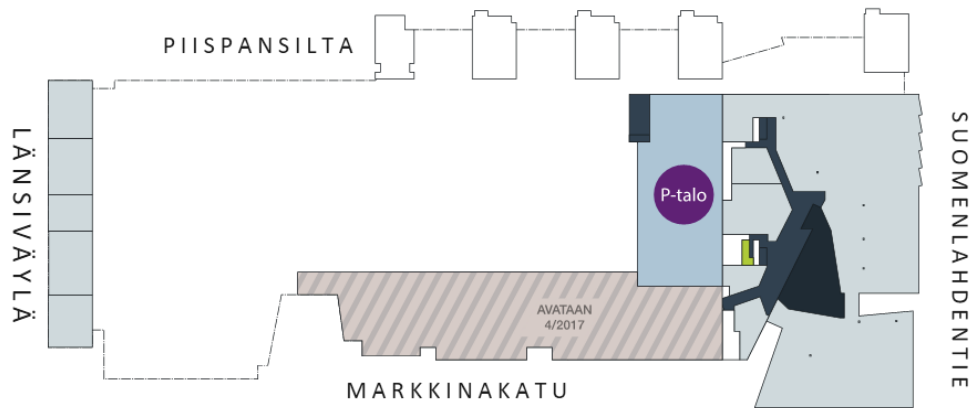 PIISPANSILTA
LÄNSIVÄYLÄ
SUOMENLAHDENTIE
P-talo
AVATAAN
4/2017
MARKKINAKATU